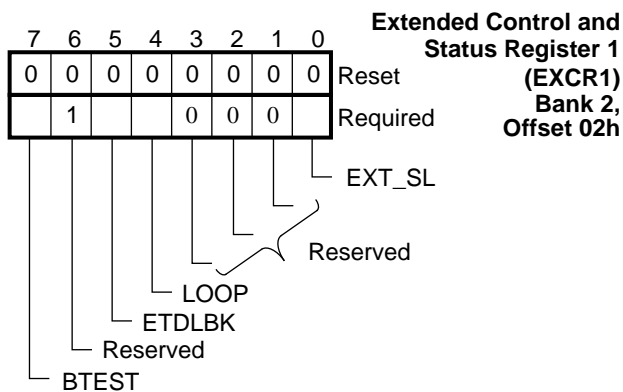 Extended Control and
Status Register 1
(EXCR1)
Bank 2,
Offset 02h
7 6 5 4 3 2 1 0
0 0 0 0 0 0 0 0 Reset
1 0 0 0 Required
EXT_SL
Reserved
LOOP
ETDLBK
Reserved
BTEST